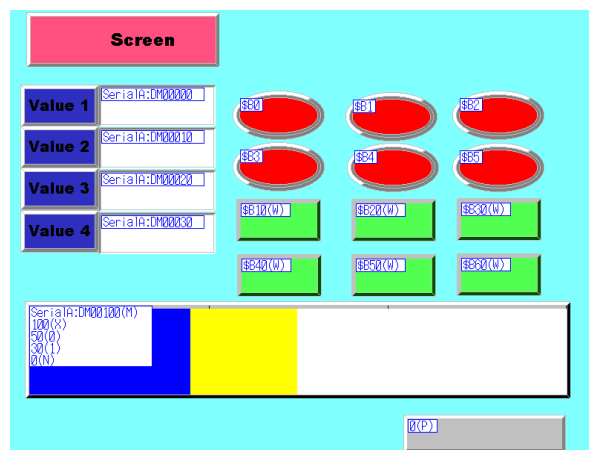 Screen
Value 1
SerialA:DM00000
$B0
$B1
$B2
Value 2
SerialA:DM00010
Value 3
SerialA:DM00020
$B3
$B4
$B5
Value 4
SerialA:DM00030
$B10(W)
$B20(W)
$B30(W)
$B40(W)
$B50(W)
$B60(W)
SerialA:DM00100(M)
100(X)
50(0)
30(1)
0(N)
0(P)